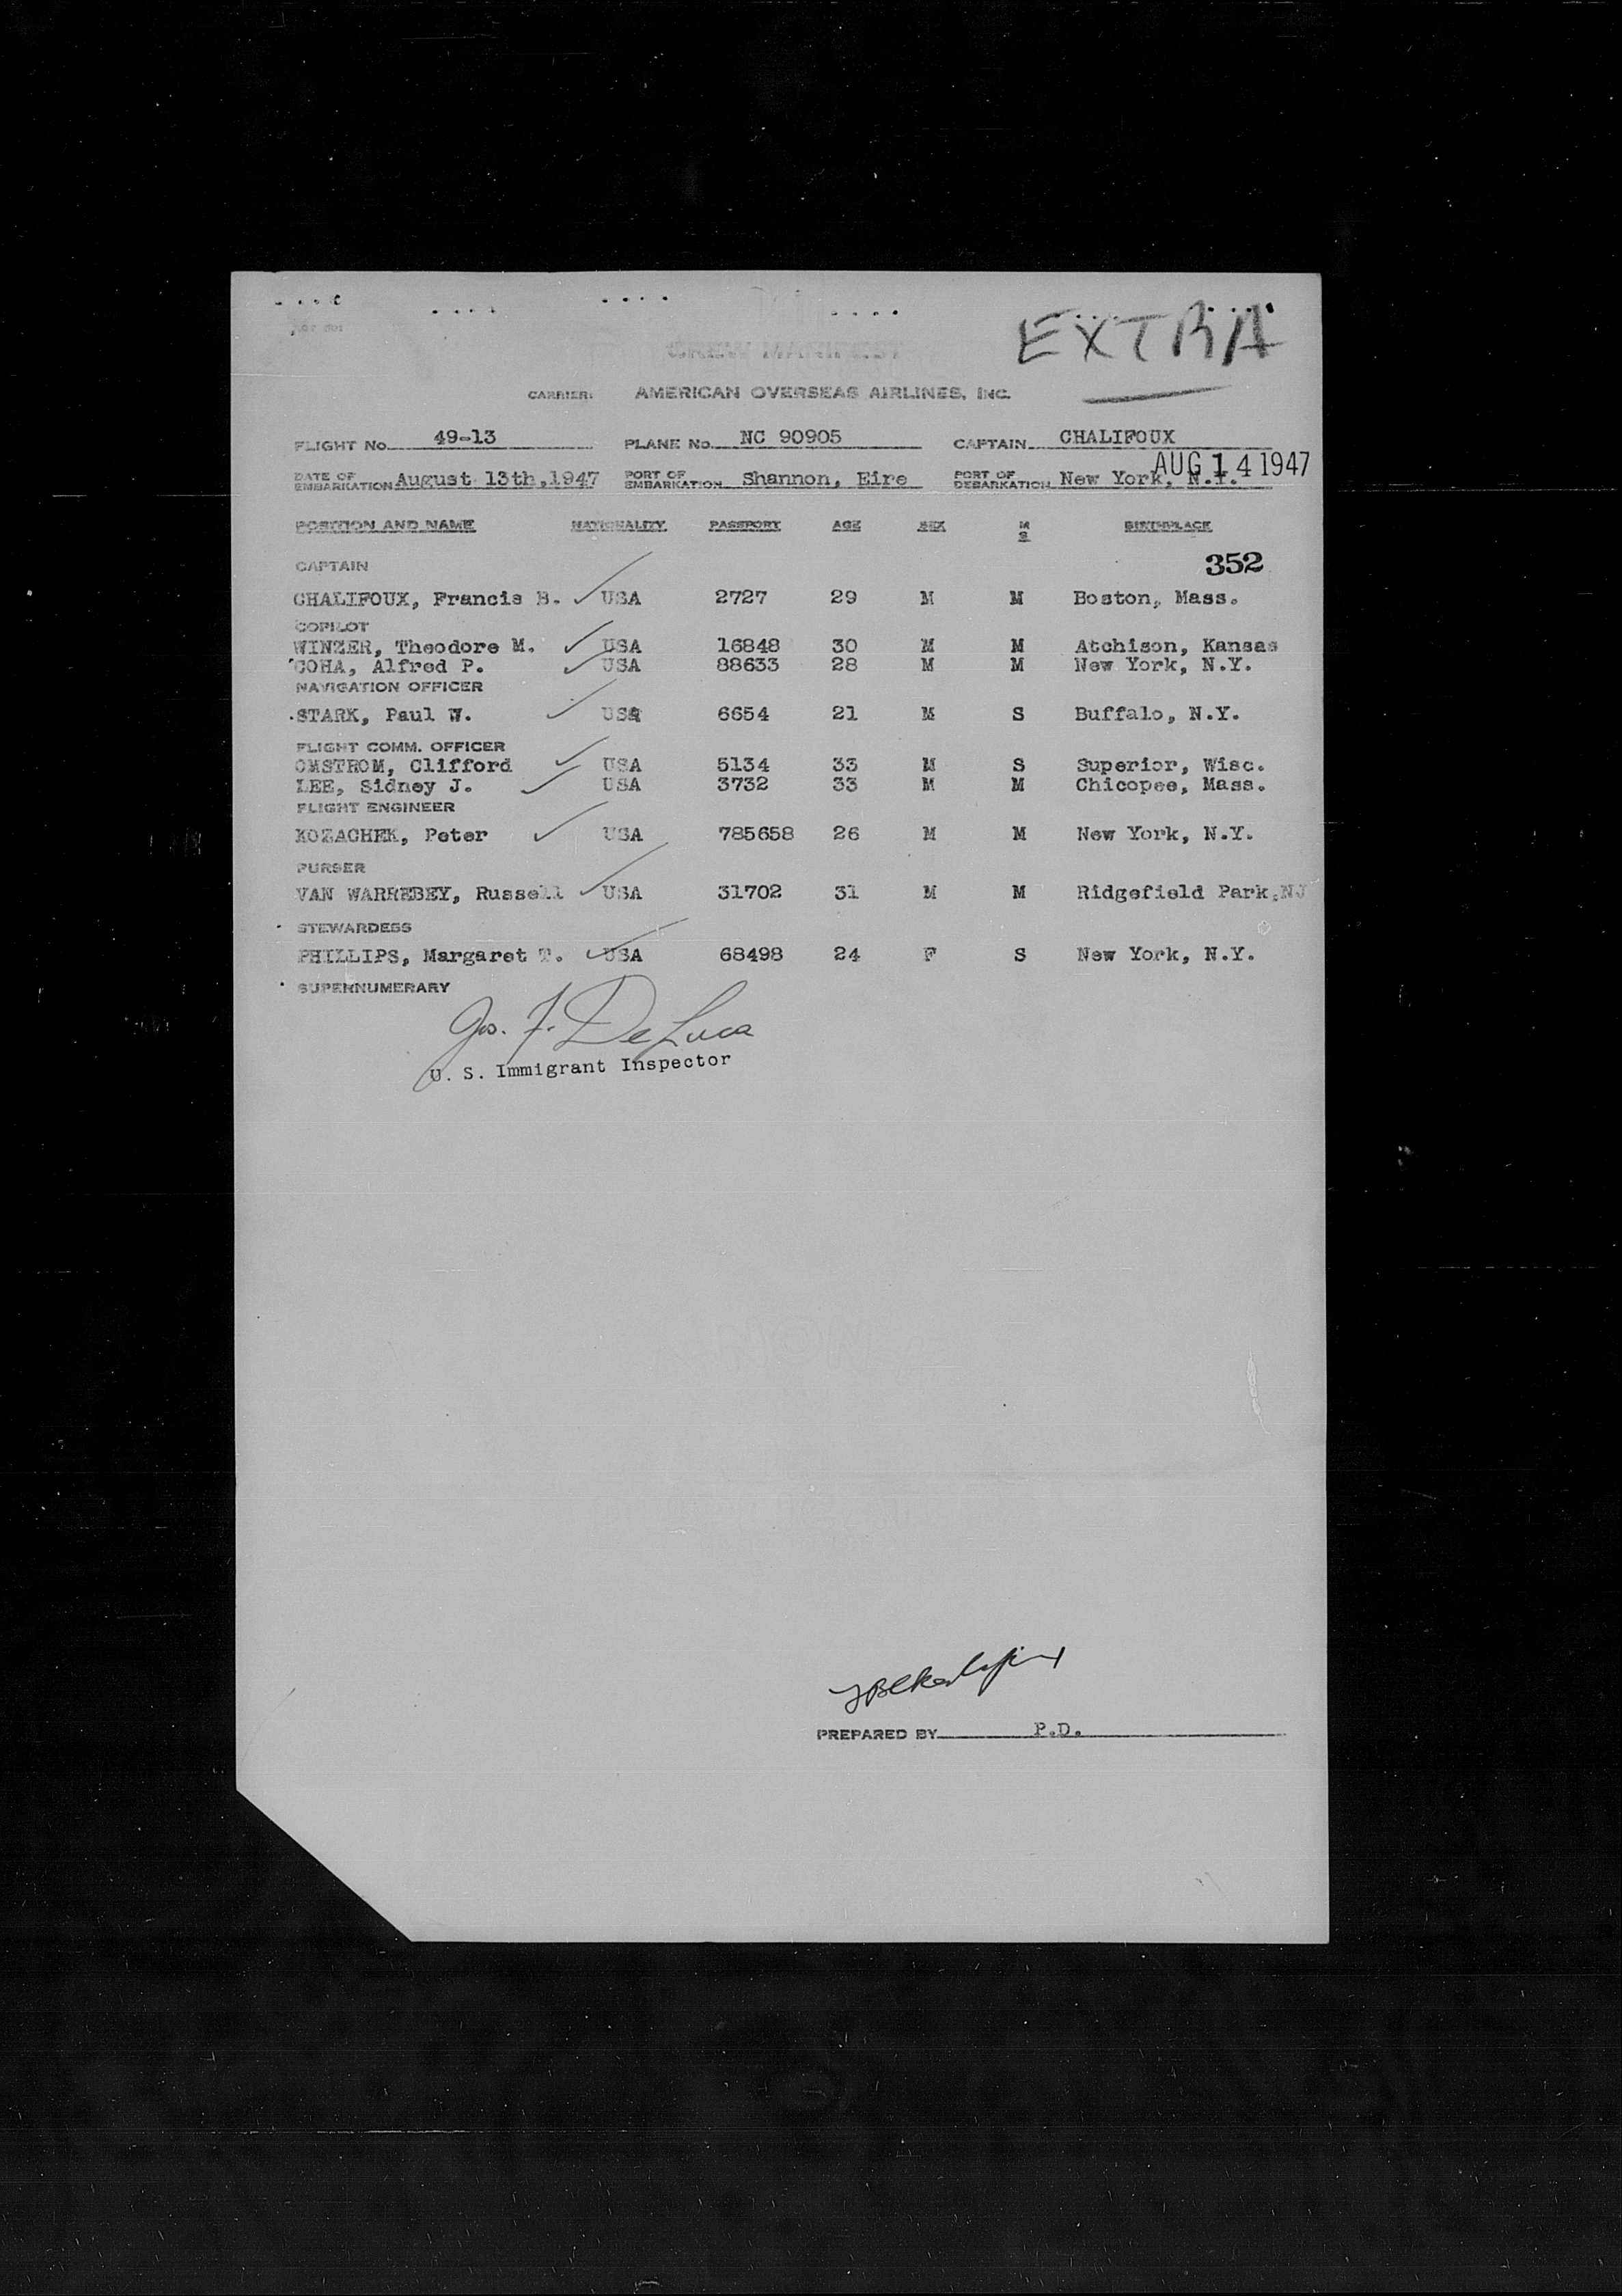 EXTRA
CREW MANIFEST
CARRIER: AMERICAN OVERSEAS AIRLINES, INC.
FLIGHT No. 49-13 PLANE No. NC 90905 CAPTAIN CHALIFOUX
AUG 14 1947
DATE OF EMBARKATION August 13th, 1947 PORT OF EMBARKATION Shannon, Eire PORT OF DEBARKATION New York, N.Y.
POSITION AND NAME NATIONALITY PASSPORT AGE SEX M S BIRTHPLACE
352
CAPTAIN
CHALIFOUX, Francis B. USA 2727 29 M M Boston, Mass.
COPILOT
WINZER, Theodore M. USA 16848 30 M M Atchison, Kansas
COHA, Alfred P. USA 88633 28 M M New York, N.Y.
NAVIGATION OFFICER
STARK, Paul W. USA 6654 21 M S Buffalo, N.Y.
FLIGHT COMM. OFFICER
OMSTROM, Clifford USA 5134 33 M S Superior, Wisc.
LEE, Sidney J. USA 3732 33 M M Chicopee, Mass.
FLIGHT ENGINEER
KOZACHEK, Peter USA 785658 26 M M New York, N.Y.
PURSER
VAN WARREBEY, Russell USA 31702 31 M M Ridgefield Park, NJ
STEWARDESS
PHILLIPS, Margaret T. USA 68498 24 F S New York, N.Y.
SUPERNUMERARY
Jos. F. DeLuca
U. S. Immigrant Inspector
PREPARED BY P.D.